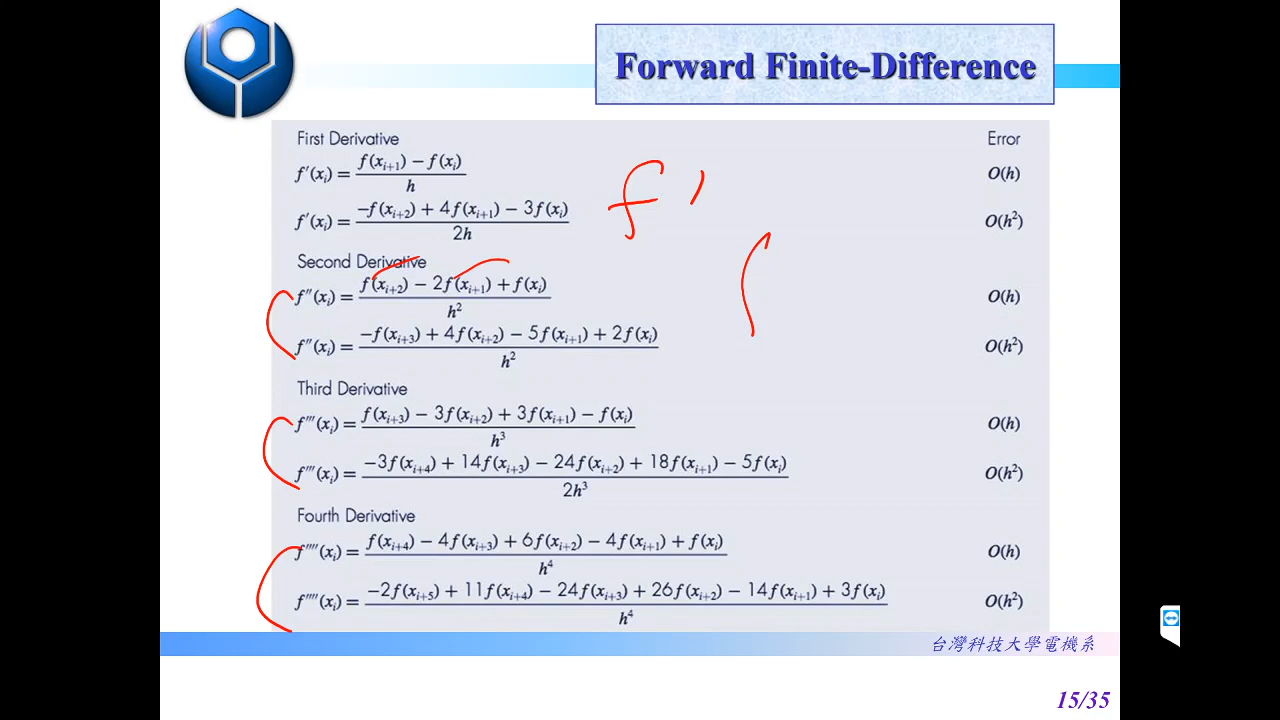 Forward Finite-Difference
First Derivative Error
f′(xᵢ) = (f(xᵢ₊₁) − f(xᵢ)) / h O(h)
f′(xᵢ) = (−f(xᵢ₊₂) + 4f(xᵢ₊₁) − 3f(xᵢ)) / 2h O(h²)
f ′
Second Derivative
f″(xᵢ) = (f(xᵢ₊₂) − 2f(xᵢ₊₁) + f(xᵢ)) / h² O(h)
f″(xᵢ) = (−f(xᵢ₊₃) + 4f(xᵢ₊₂) − 5f(xᵢ₊₁) + 2f(xᵢ)) / h² O(h²)
Third Derivative
f‴(xᵢ) = (f(xᵢ₊₃) − 3f(xᵢ₊₂) + 3f(xᵢ₊₁) − f(xᵢ)) / h³ O(h)
f‴(xᵢ) = (−3f(xᵢ₊₄) + 14f(xᵢ₊₃) − 24f(xᵢ₊₂) + 18f(xᵢ₊₁) − 5f(xᵢ)) / 2h³ O(h²)
Fourth Derivative
f⁗(xᵢ) = (f(xᵢ₊₄) − 4f(xᵢ₊₃) + 6f(xᵢ₊₂) − 4f(xᵢ₊₁) + f(xᵢ)) / h⁴ O(h)
f⁗(xᵢ) = (−2f(xᵢ₊₅) + 11f(xᵢ₊₄) − 24f(xᵢ₊₃) + 26f(xᵢ₊₂) − 14f(xᵢ₊₁) + 3f(xᵢ)) / h⁴ O(h²)
台灣科技大學電機系
15/35